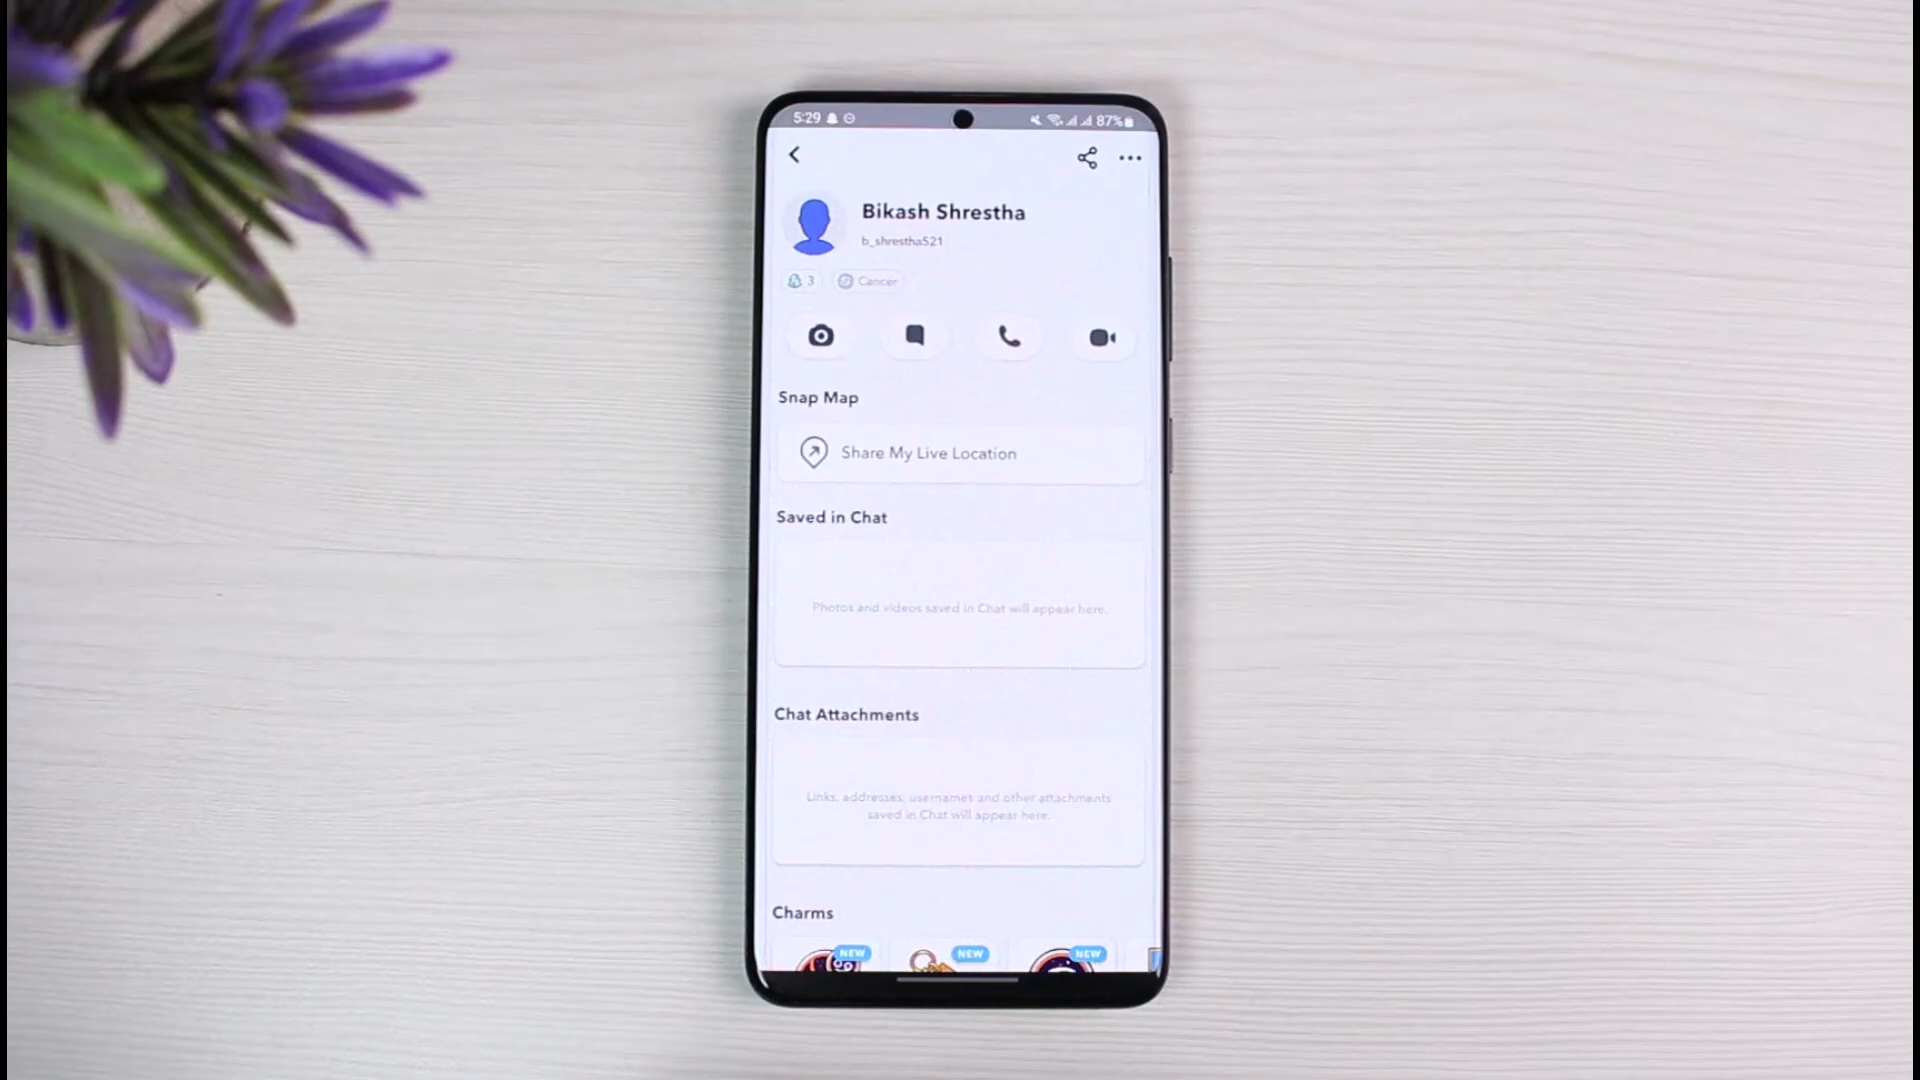 5:29
87%
Bikash Shrestha
b_shrestha521
3
Cancer
Snap Map
Share My Live Location
Saved in Chat
Photos and videos saved in Chat will appear here.
Chat Attachments
Links, addresses, usernames and other attachments
saved in Chat will appear here.
Charms
NEW
NEW
NEW